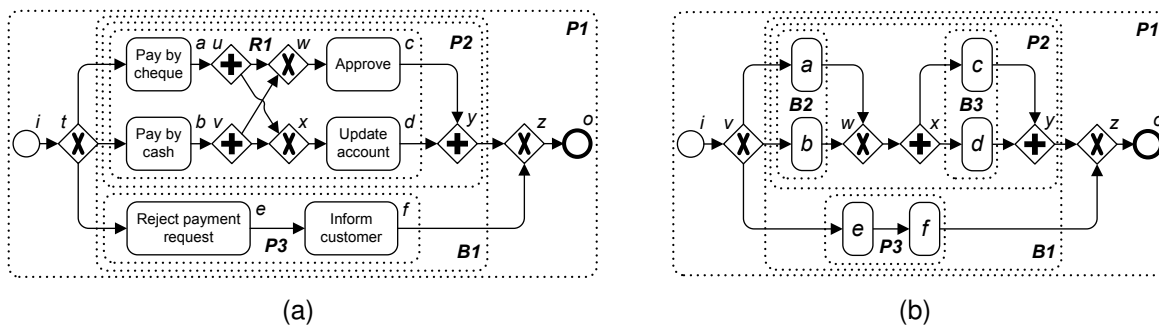 P1
P2
a u R1 w c
Pay by
cheque
Approve
i t b v x d y z o
Pay by
cash
Update
account
e f
Reject payment
request
Inform
customer
P3
B1
(a)
P1
P2
a c
B2 B3
i v b w x d y z o
e f
P3
B1
(b)